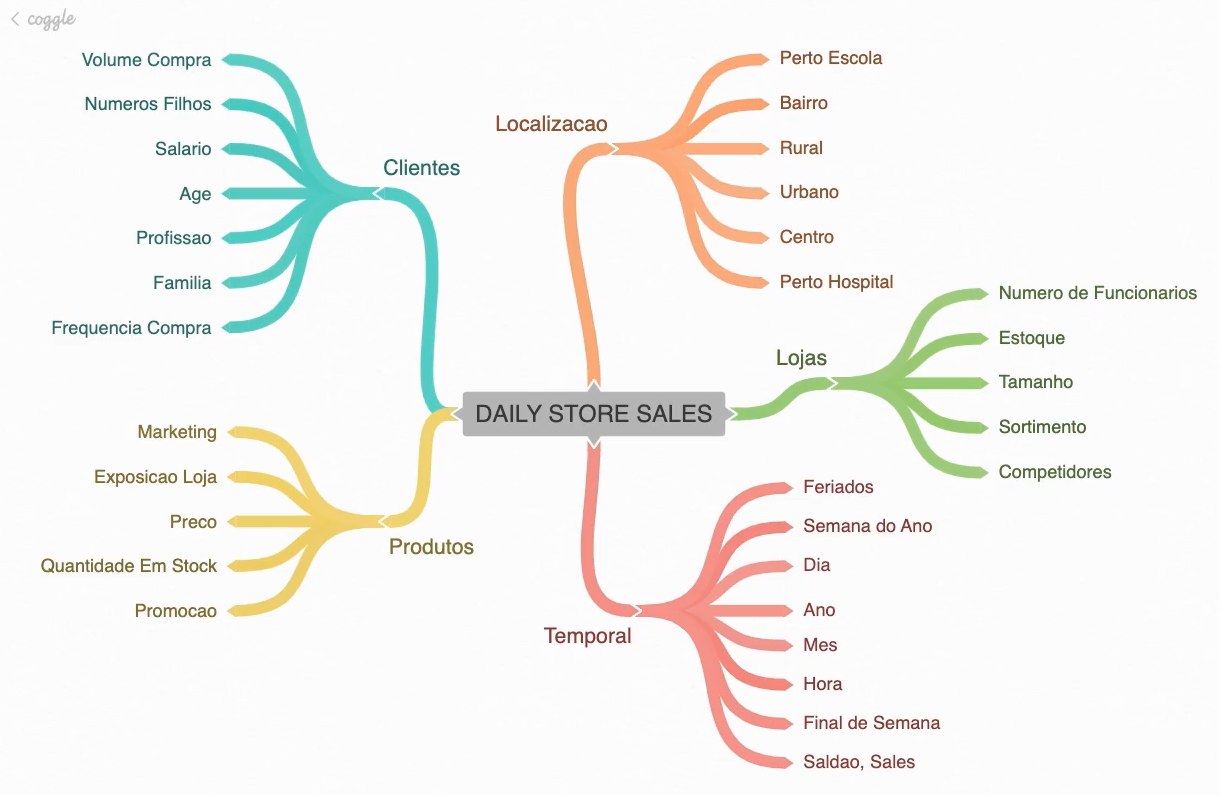 coggle
Volume Compra
Numeros Filhos
Salario
Age
Profissao
Familia
Frequencia Compra
Clientes
Localizacao
Perto Escola
Bairro
Rural
Urbano
Centro
Perto Hospital
Lojas
Numero de Funcionarios
Estoque
Tamanho
Sortimento
Competidores
DAILY STORE SALES
Marketing
Exposicao Loja
Preco
Quantidade Em Stock
Promocao
Produtos
Temporal
Feriados
Semana do Ano
Dia
Ano
Mes
Hora
Final de Semana
Saldao, Sales